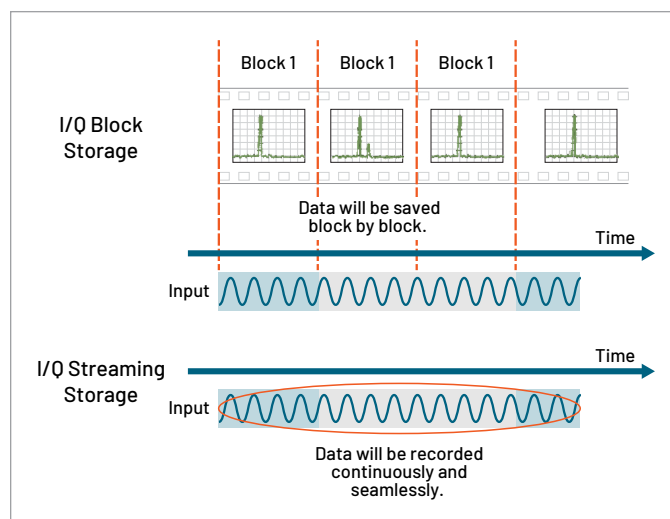 Block 1 Block 1 Block 1
I/Q Block
Storage
Data will be saved
block by block.
Time
Input
I/Q Streaming
Storage
Time
Input
Data will be recorded
continuously and
seamlessly.